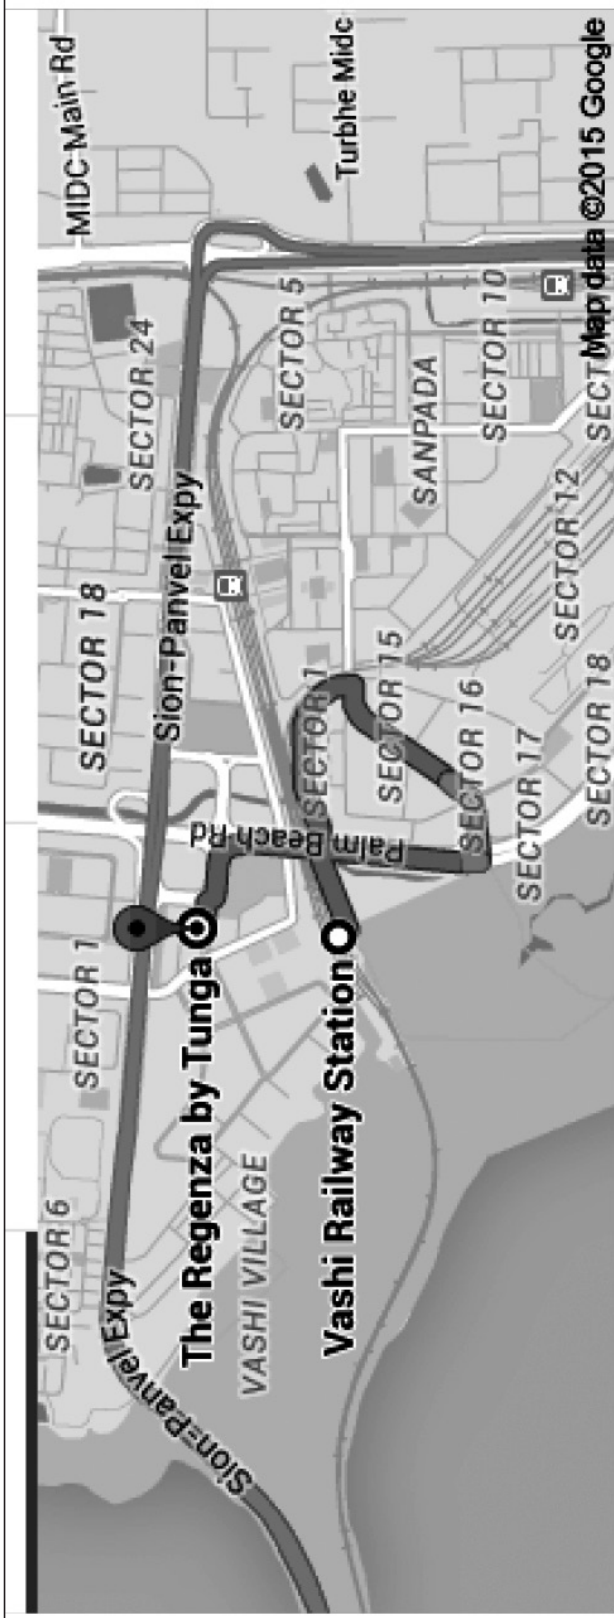 MIDC Main Rd
Turbhe Midc
SECTOR 24
SECTOR 5
SECTOR 10
SECT
Map data ©2015 Google
SANPADA
Sion-Panvel Expy
SECTOR 18
SECTOR 12
SECTOR 1
SECTOR 15
SECTOR 16
SECTOR 17
SECTOR 18
Palm Beach Rd
SECTOR 1
The Regenza by Tunga
Vashi Railway Station
SECTOR 6
VASHI VILLAGE
Sion-Panvel Expy